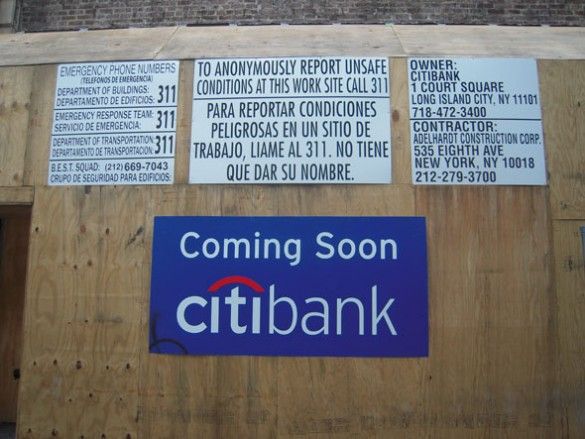 EMERGENCY PHONE NUMBERS
(TELEFONOS DE EMERGENCIA)
DEPARTMENT OF BUILDINGS: 311
DEPARTAMENTO DE EDIFICIOS:
EMERGENCY RESPONSE TEAM: 311
SERVICIO DE EMERGENCIA:
DEPARTMENT OF TRANSPORTATION 311
DEPARTAMENTO DE TRANSPORTACION:
B.E.S.T. SQUAD: (212) 669-7043
CRUPO DE SEGURIDAD PARA EDIFICIOS:
TO ANONYMOUSLY REPORT UNSAFE
CONDITIONS AT THIS WORK SITE CALL 311
PARA REPORTAR CONDICIONES
PELIGROSAS EN UN SITIO DE
TRABAJO, LIAME AL 311. NO TIENE
QUE DAR SU NOMBRE.
OWNER:
CITIBANK
1 COURT SQUARE
LONG ISLAND CITY, NY 11101
718-472-3400
CONTRACTOR:
ADELHARDT CONSTRUCTION CORP.
535 EIGHTH AVE
NEW YORK, NY 10018
212-279-3700
Coming Soon
citibank